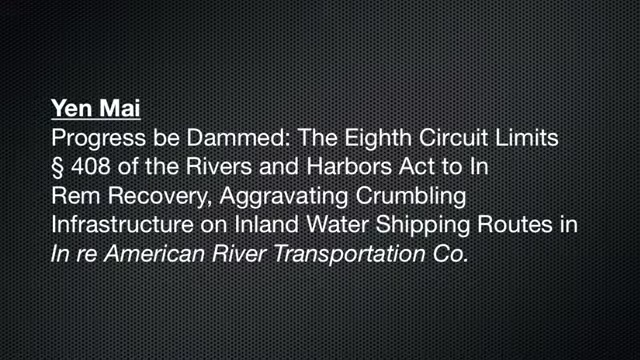 Yen Mai
Progress be Dammed: The Eighth Circuit Limits
§ 408 of the Rivers and Harbors Act to In
Rem Recovery, Aggravating Crumbling
Infrastructure on Inland Water Shipping Routes in
In re American River Transportation Co.